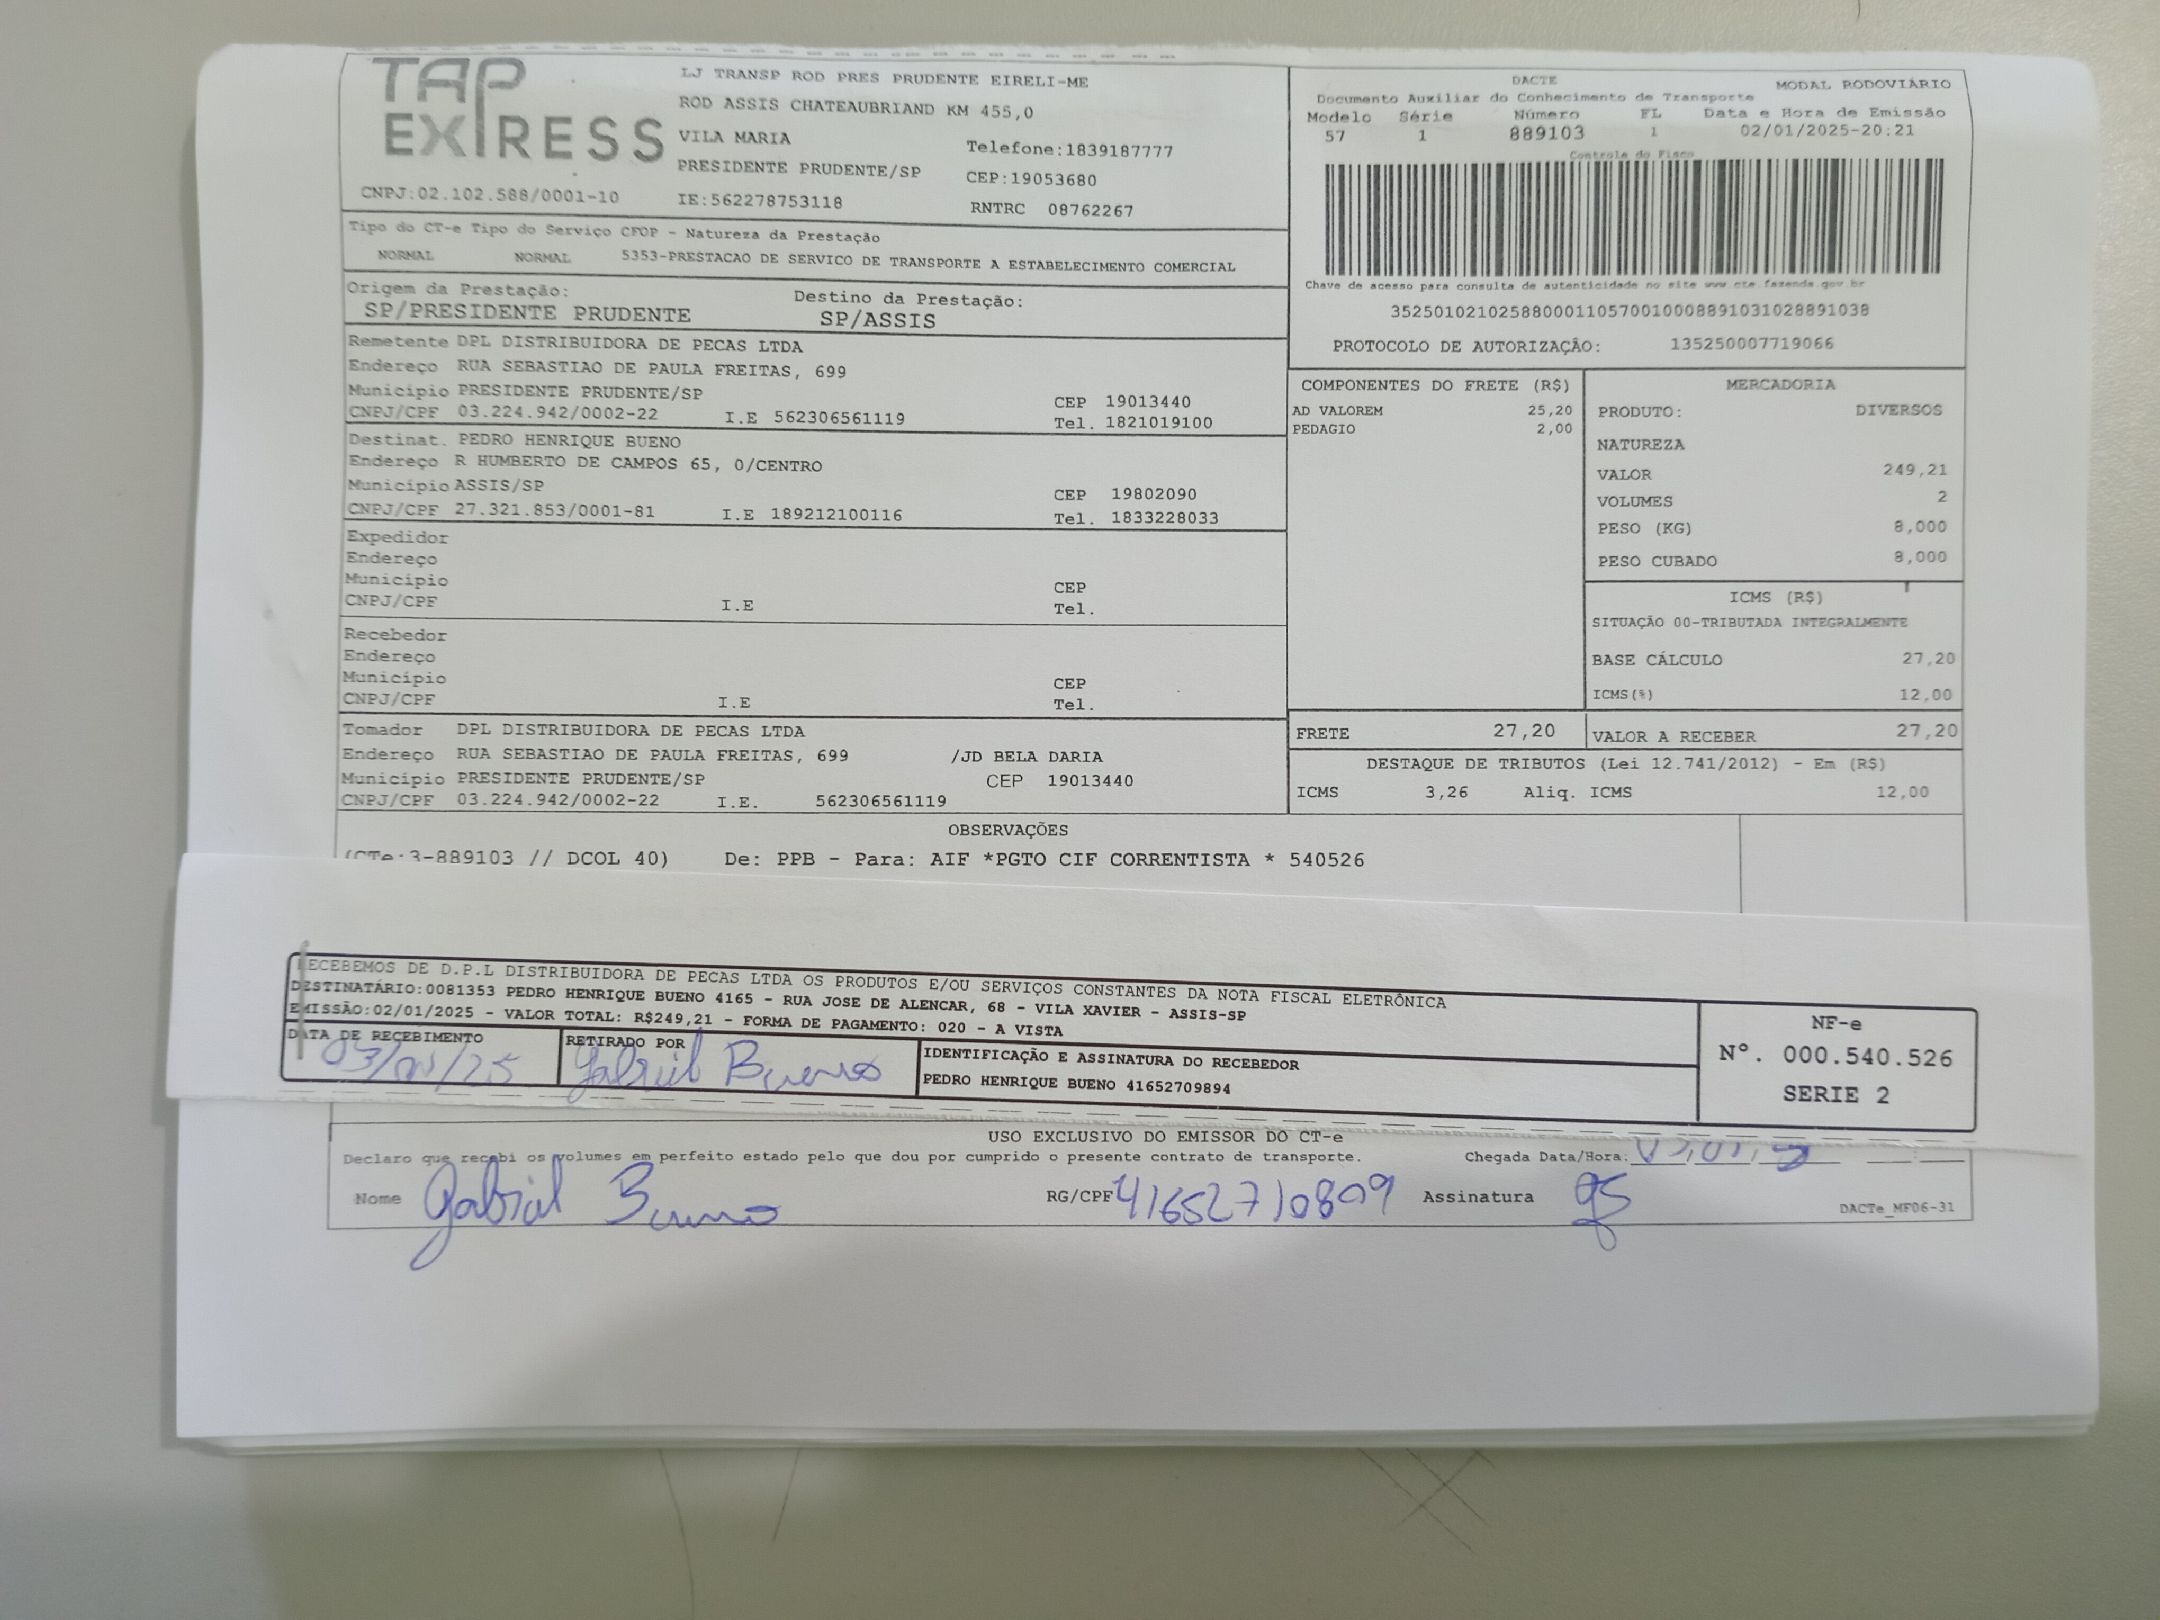 TAP EXPRESS
LJ TRANSP ROD PRES PRUDENTE EIRELI-ME
ROD ASSIS CHATEAUBRIAND KM 455,0
VILA MARIA Telefone:1839187777
PRESIDENTE PRUDENTE/SP CEP:19053680
CNPJ:02.102.588/0001-10 IE:562278753118 RNTRC 08762267
DACTE MODAL RODOVIÁRIO
Documento Auxiliar do Conhecimento de Transporte
Modelo Série Número FL Data e Hora de Emissão
57 1 889103 1 02/01/2025-20:21
Controle do Fisco
Chave de acesso para consulta de autenticidade no site www.cte.fazenda.gov.br
35250102102588000110570010008891031028891038
PROTOCOLO DE AUTORIZAÇÃO: 135250007719066
Tipo do CT-e Tipo do Serviço CFOP - Natureza da Prestação
NORMAL NORMAL 5353-PRESTACAO DE SERVICO DE TRANSPORTE A ESTABELECIMENTO COMERCIAL
Origem da Prestação: Destino da Prestação:
SP/PRESIDENTE PRUDENTE SP/ASSIS
Remetente DPL DISTRIBUIDORA DE PECAS LTDA
Endereço RUA SEBASTIAO DE PAULA FREITAS, 699
Município PRESIDENTE PRUDENTE/SP CEP 19013440
CNPJ/CPF 03.224.942/0002-22 I.E 562306561119 Tel. 1821019100
Destinat. PEDRO HENRIQUE BUENO
Endereço R HUMBERTO DE CAMPOS 65, 0/CENTRO
Município ASSIS/SP CEP 19802090
CNPJ/CPF 27.321.853/0001-81 I.E 189212100116 Tel. 1833228033
Expedidor
Endereço
Município CEP
CNPJ/CPF I.E Tel.
Recebedor
Endereço
Município CEP
CNPJ/CPF I.E Tel.
Tomador DPL DISTRIBUIDORA DE PECAS LTDA
Endereço RUA SEBASTIAO DE PAULA FREITAS, 699 /JD BELA DARIA
Município PRESIDENTE PRUDENTE/SP CEP 19013440
CNPJ/CPF 03.224.942/0002-22 I.E. 562306561119
COMPONENTES DO FRETE (R$)
AD VALOREM 25,20
PEDAGIO 2,00
MERCADORIA
PRODUTO: DIVERSOS
NATUREZA
VALOR 249,21
VOLUMES 2
PESO (KG) 8,000
PESO CUBADO 8,000
ICMS (R$)
SITUAÇÃO 00-TRIBUTADA INTEGRALMENTE
BASE CÁLCULO 27,20
ICMS(%) 12,00
FRETE 27,20 VALOR A RECEBER 27,20
DESTAQUE DE TRIBUTOS (Lei 12.741/2012) - Em (R$)
ICMS 3,26 Aliq. ICMS 12,00
OBSERVAÇÕES
(CTe:3-889103 // DCOL 40) De: PPB - Para: AIF *PGTO CIF CORRENTISTA * 540526
RECEBEMOS DE D.P.L DISTRIBUIDORA DE PECAS LTDA OS PRODUTOS E/OU SERVIÇOS CONSTANTES DA NOTA FISCAL ELETRÔNICA
DESTINATÁRIO:0081353 PEDRO HENRIQUE BUENO 4165 - RUA JOSE DE ALENCAR, 68 - VILA XAVIER - ASSIS-SP
EMISSÃO:02/01/2025 - VALOR TOTAL: R$249,21 - FORMA DE PAGAMENTO: 020 - A VISTA
DATA DE RECEBIMENTO RETIRADO POR IDENTIFICAÇÃO E ASSINATURA DO RECEBEDOR
03/01/25 Gabriel Bueno PEDRO HENRIQUE BUENO 41652709894
NF-e
Nº. 000.540.526
SERIE 2
USO EXCLUSIVO DO EMISSOR DO CT-e
Declaro que recebi os volumes em perfeito estado pelo que dou por cumprido o presente contrato de transporte. Chegada Data/Hora:
Nome Gabriel Bueno RG/CPF 41652710809 Assinatura
DACTe_MF06-31